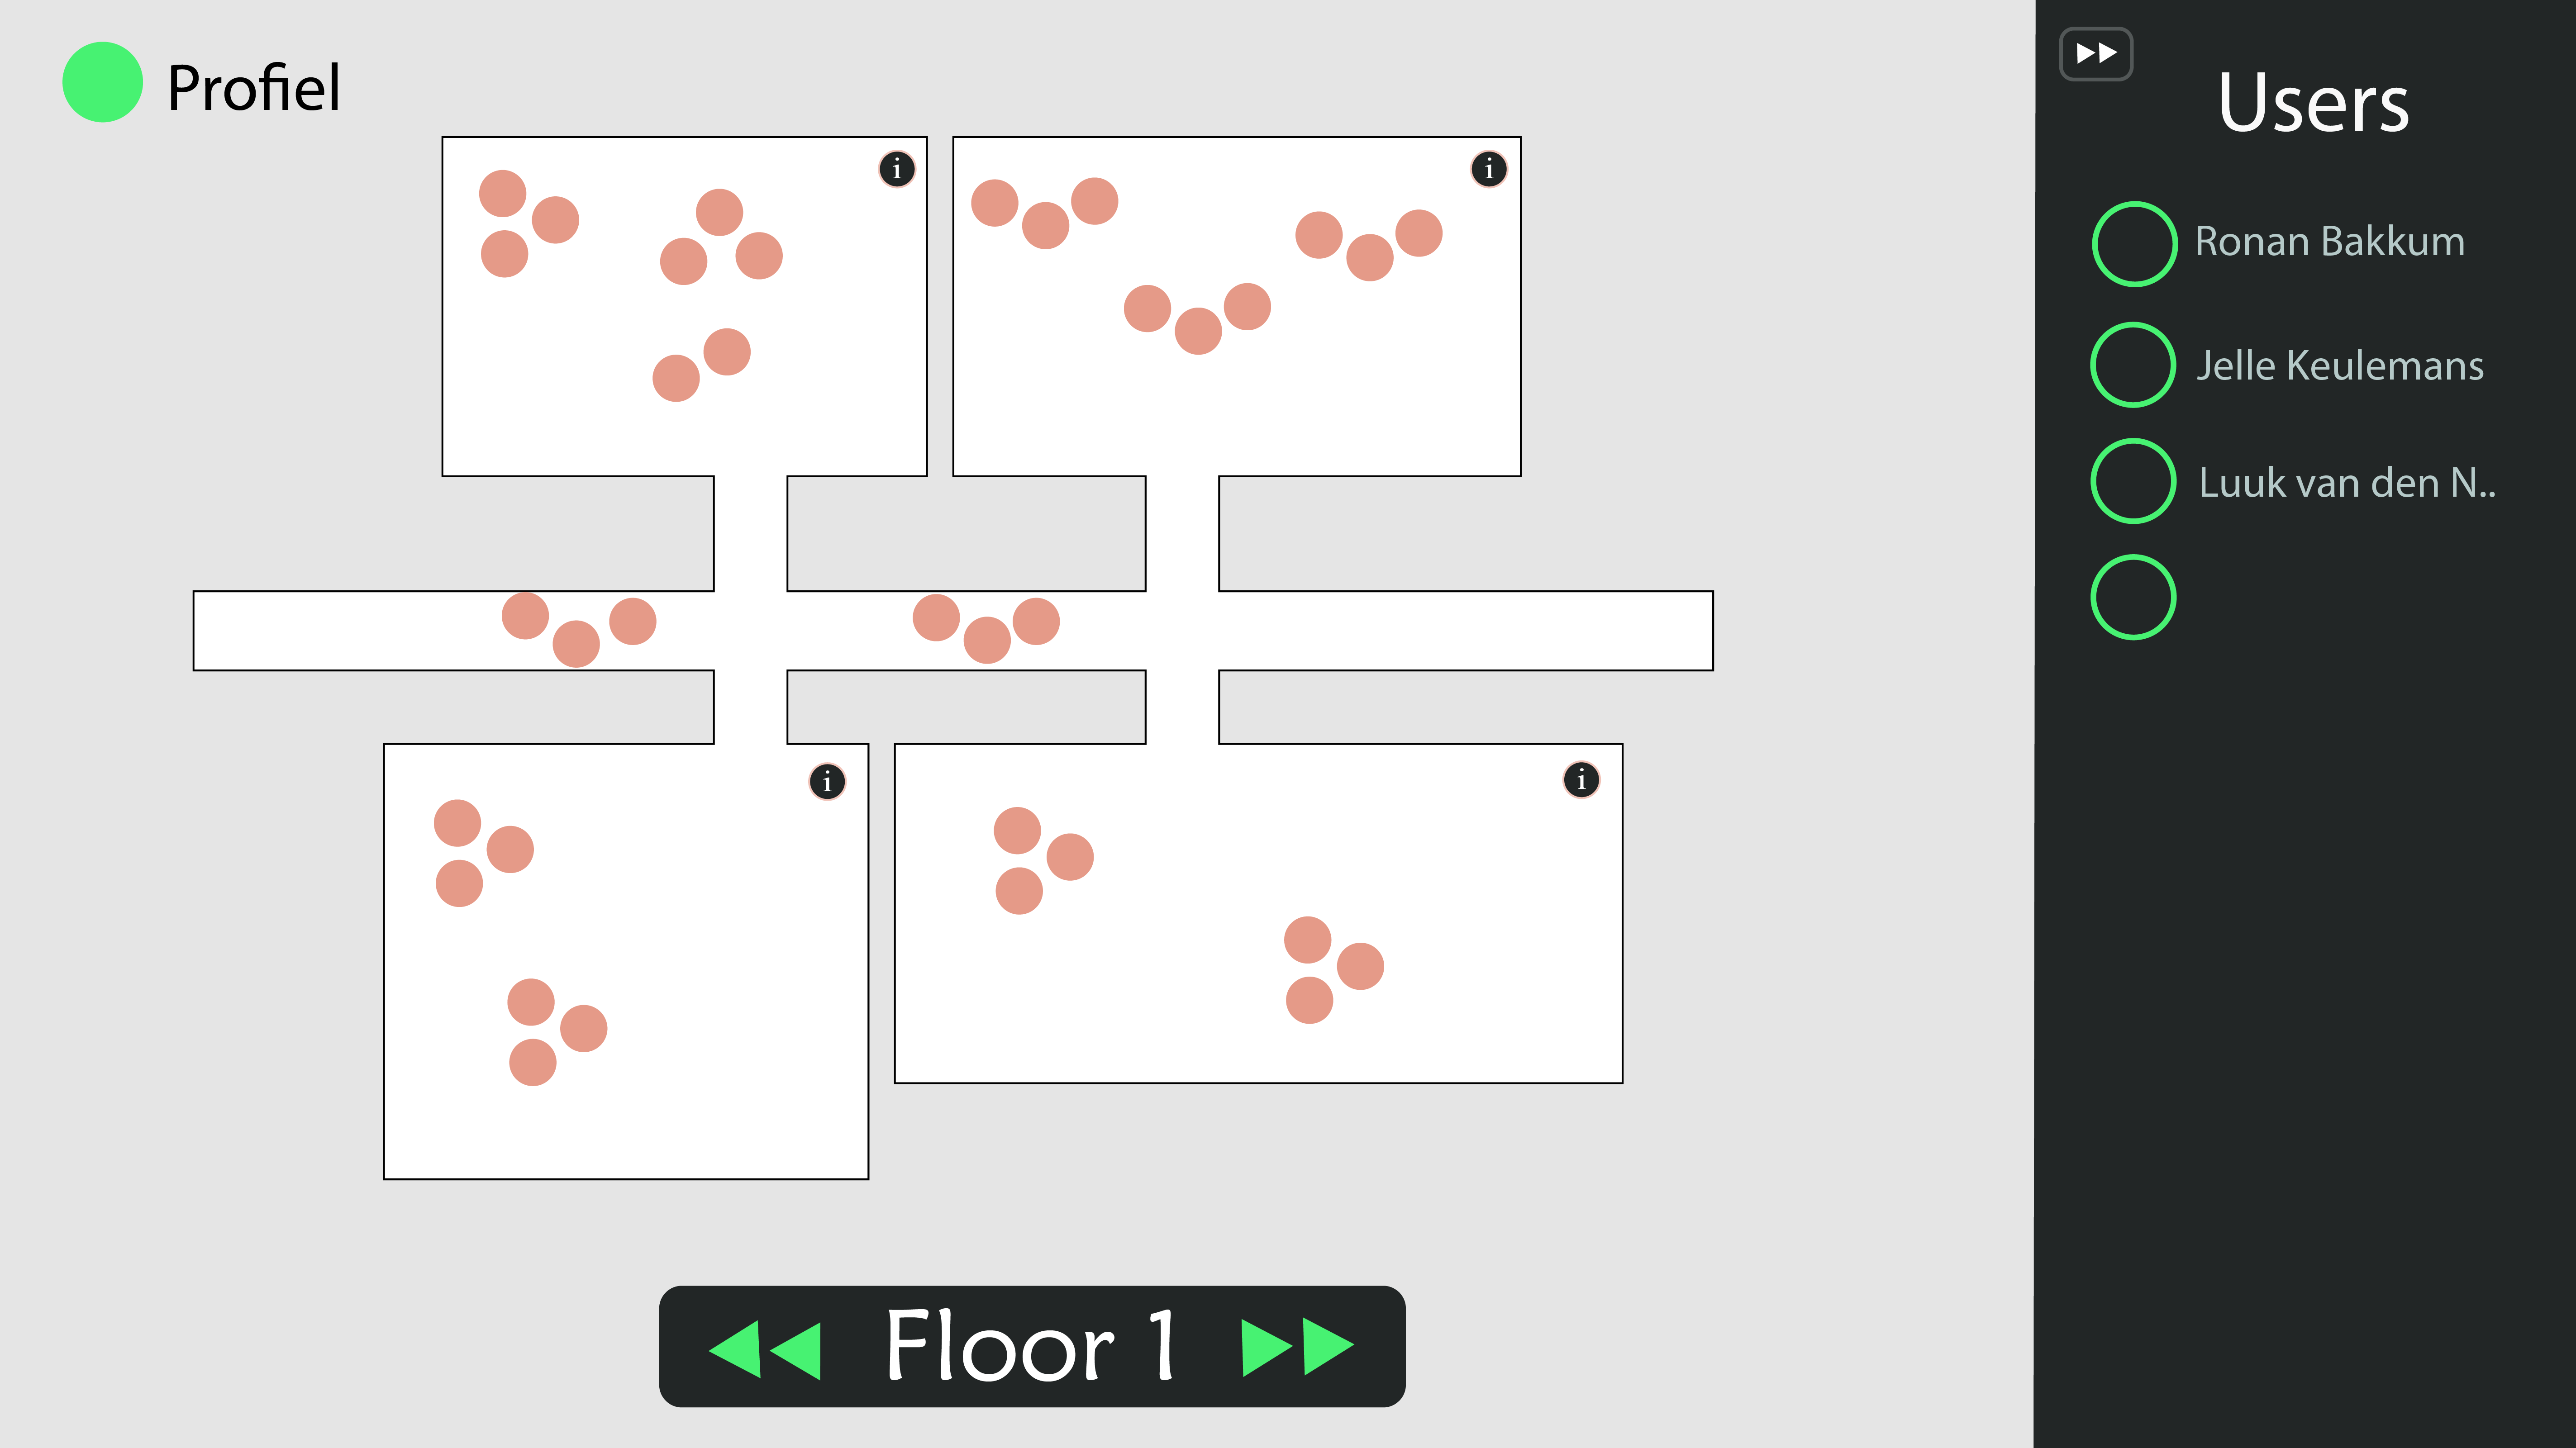 Profiel
i
i
i
i
Floor 1
Users
Ronan Bakkum
Jelle Keulemans
Luuk van den N..